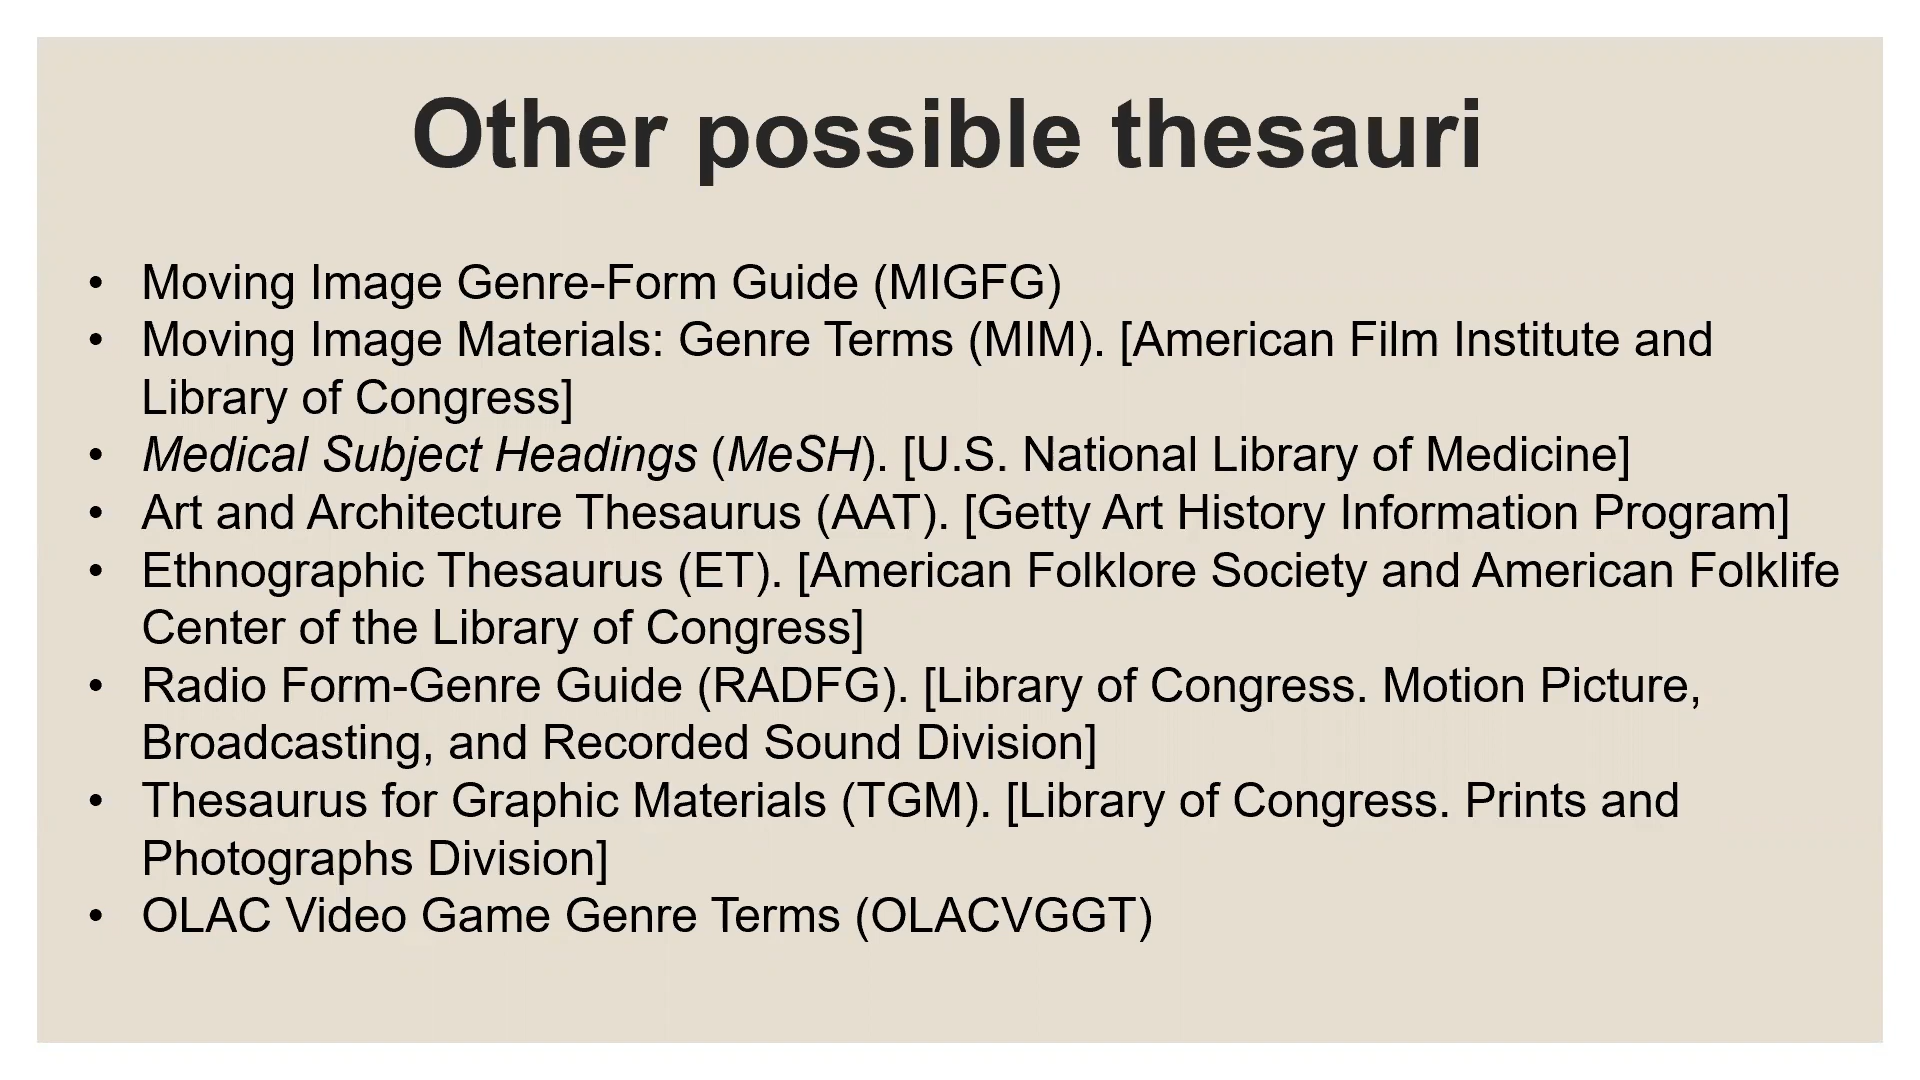 Other possible thesauri
• Moving Image Genre-Form Guide (MIGFG)
• Moving Image Materials: Genre Terms (MIM). [American Film Institute and
Library of Congress]
• Medical Subject Headings (MeSH). [U.S. National Library of Medicine]
• Art and Architecture Thesaurus (AAT). [Getty Art History Information Program]
• Ethnographic Thesaurus (ET). [American Folklore Society and American Folklife
Center of the Library of Congress]
• Radio Form-Genre Guide (RADFG). [Library of Congress. Motion Picture,
Broadcasting, and Recorded Sound Division]
• Thesaurus for Graphic Materials (TGM). [Library of Congress. Prints and
Photographs Division]
• OLAC Video Game Genre Terms (OLACVGGT)